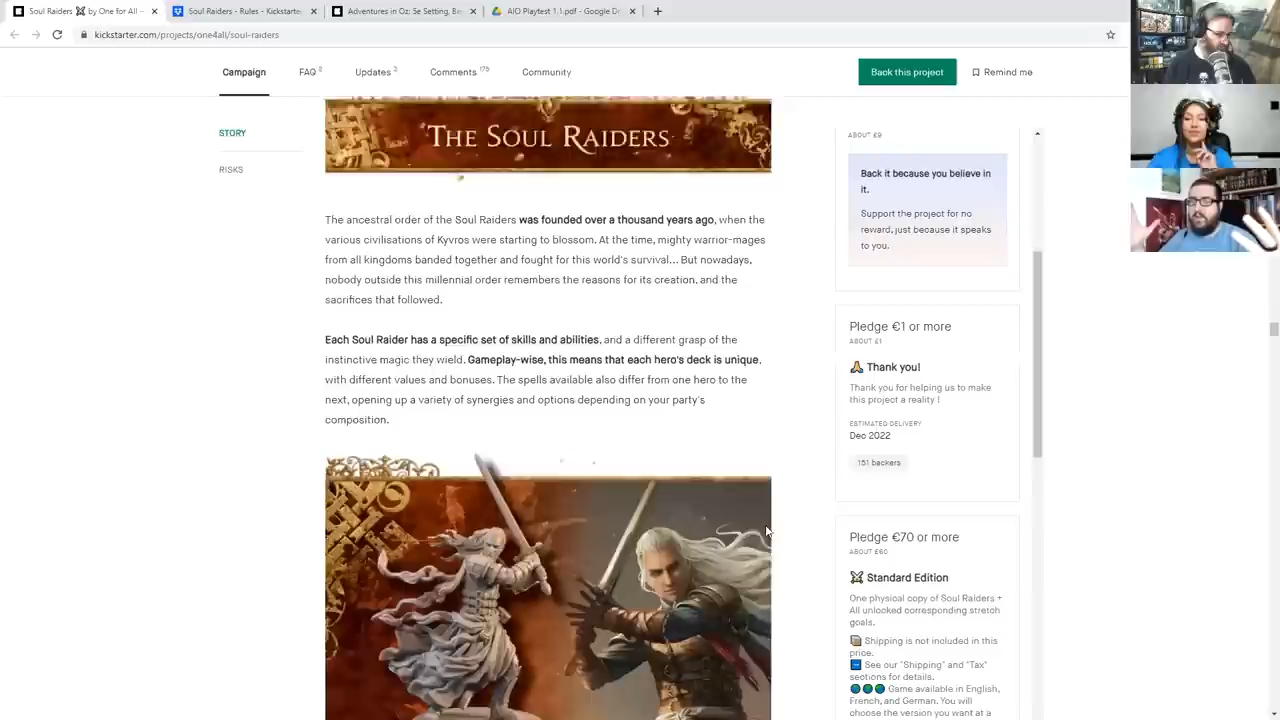 Soul Raiders ⚔ by One for All –
Soul Raiders - Rules - Kickstarte
Adventures in Oz: 5e Setting, Be
AIO Playtest 1.1.pdf - Google Dr
kickstarter.com/projects/one4all/soul-raiders
Campaign
FAQ 2
Updates 2
Comments 175
Community
Back this project
Remind me
STORY
RISKS
THE SOUL RAIDERS
The ancestral order of the Soul Raiders was founded over a thousand years ago, when the
various civilisations of Kyvros were starting to blossom. At the time, mighty warrior-mages
from all kingdoms banded together and fought for this world's survival... But nowadays,
nobody outside this millennial order remembers the reasons for its creation, and the
sacrifices that followed.
Each Soul Raider has a specific set of skills and abilities, and a different grasp of the
instinctive magic they wield. Gameplay-wise, this means that each hero's deck is unique,
with different values and bonuses. The spells available also differ from one hero to the
next, opening up a variety of synergies and options depending on your party's
composition.
ABOUT £9
Back it because you believe in
it.
Support the project for no
reward, just because it speaks
to you.
Pledge €1 or more
ABOUT £1
🙏 Thank you!
Thank you for helping us to make
this project a reality !
ESTIMATED DELIVERY
Dec 2022
151 backers
Pledge €70 or more
ABOUT £60
⚔ Standard Edition
One physical copy of Soul Raiders +
All unlocked corresponding stretch
goals.
Shipping is not included in this
price.
See our "Shipping" and "Tax"
sections for details.
Game available in English,
French, and German. You will
choose the version you want at a